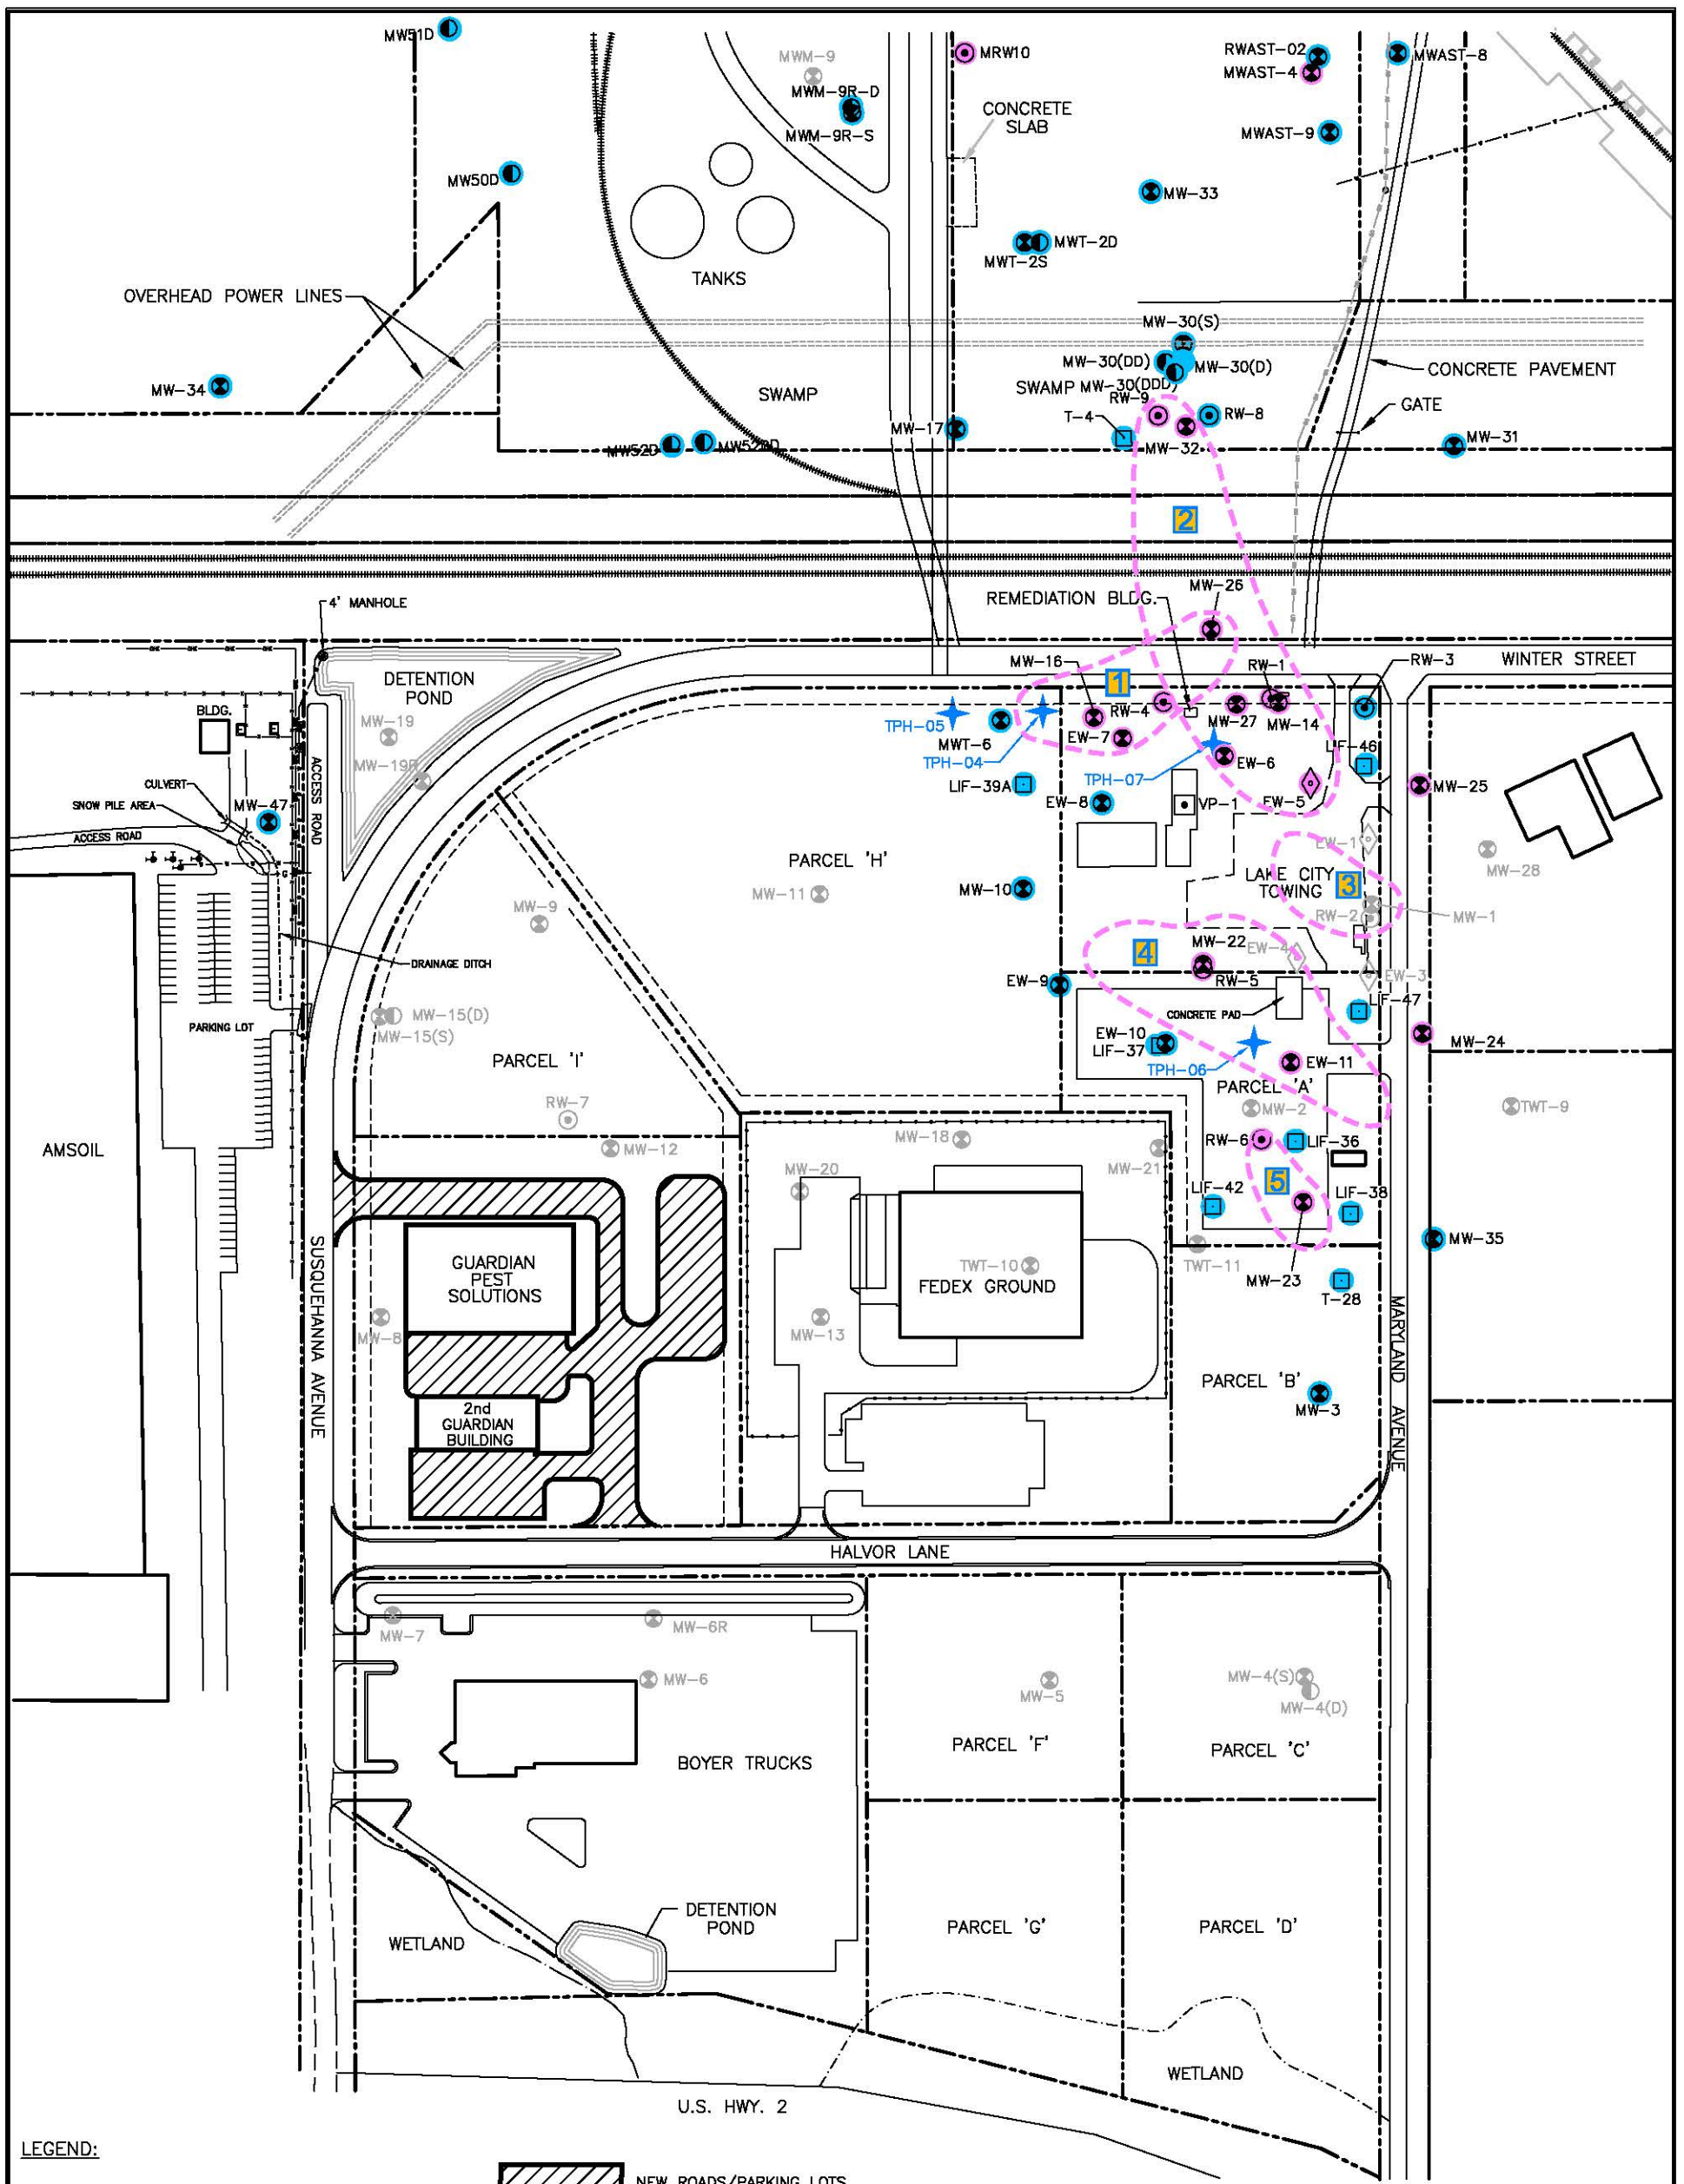 MW51D
MWM-9
MRW10
RWAST-02
MWAST-4
MWAST-8
MWM-9R-D
MWM-9R-S
CONCRETE
SLAB
MWAST-9
MW50D
MW-33
MWT-2D
MWT-2S
TANKS
OVERHEAD POWER LINES
MW-30(S)
MW-30(DD)
MW-30(D)
SWAMP
MW-30(DDD)
CONCRETE PAVEMENT
MW-34
SWAMP
RW-9
T-4
RW-8
GATE
MW-17
MW-32
MW-31
MW52D
2
MW-26
REMEDIATION BLDG.
4' MANHOLE
DETENTION
POND
MW-16
1
RW-1
RW-3
WINTER STREET
BLDG.
E
E
MW-19
TPH-05
MWT-6
RW-4
EW-7
MW-27
MW-14
TPH-04
LIF-46
MW-19R
ACCESS ROAD
CULVERT
SNOW PILE AREA
MW-47
ACCESS ROAD
G
TPH-07
EW-6
LIF-39A
EW-8
VP-1
EW-5
MW-25
EW-1
MW-28
PARCEL 'H'
LAKE CITY
TOWING
3
MW-11
MW-10
RW-2
MW-1
MW-9
4
MW-22
EW-4
RW-5
EW-3
DRAINAGE DITCH
EW-9
CONCRETE PAD
LIF-47
PARKING LOT
MW-15(D)
MW-15(S)
EW-10
LIF-37
MW-24
PARCEL 'I'
TPH-06
EW-11
PARCEL 'A'
MW-2
TWT-9
RW-7
AMSOIL
MW-12
MW-18
MW-21
RW-6
LIF-36
MW-20
5
LIF-42
LIF-38
SUSQUEHANNA AVENUE
GUARDIAN
PEST
SOLUTIONS
TWT-10
FEDEX GROUND
TWT-11
MW-23
MW-35
T-28
MW-8
MW-13
MARYLAND AVENUE
PARCEL 'B'
MW-3
2nd
GUARDIAN
BUILDING
HALVOR LANE
MW-7
MW-6R
MW-6
MW-5
MW-4(S)
MW-4(D)
BOYER TRUCKS
PARCEL 'F'
PARCEL 'C'
DETENTION
POND
WETLAND
PARCEL 'G'
PARCEL 'D'
WETLAND
U.S. HWY. 2
LEGEND:
NEW ROADS/PARKING LOTS